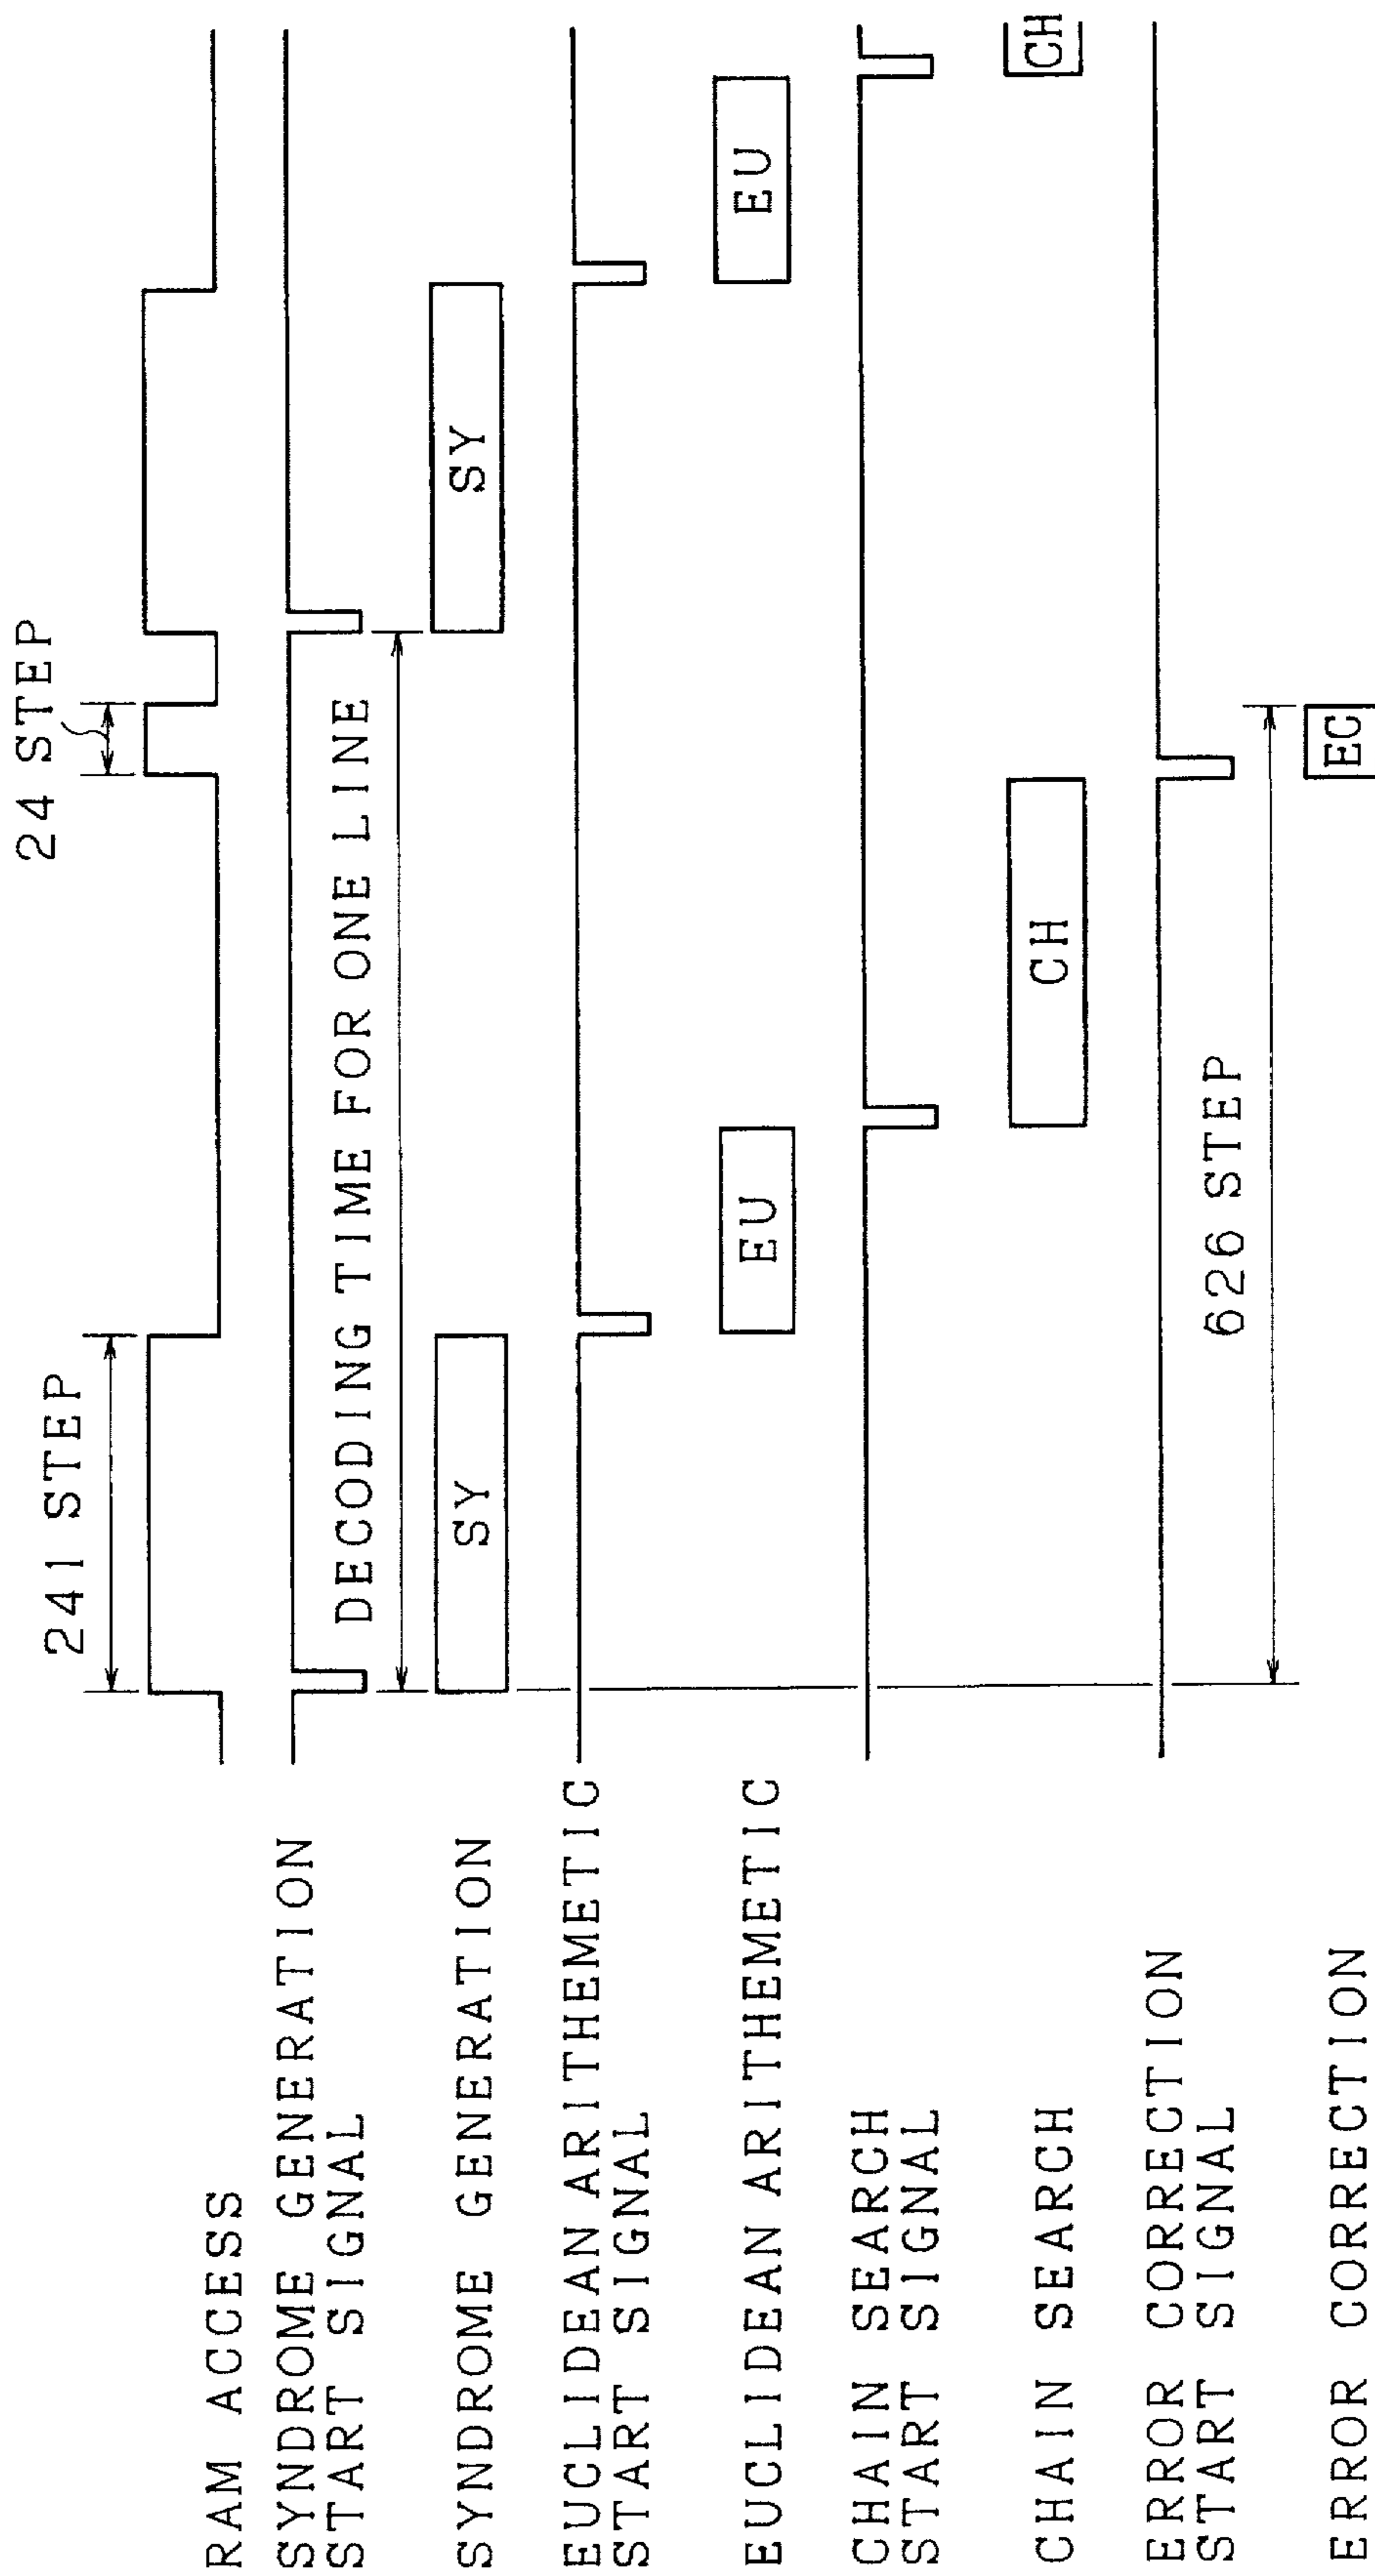 24 STEP
241 STEP
RAM ACCESS
SYNDROME GENERATION
START SIGNAL
DECODING TIME FOR ONE LINE
SYNDROME GENERATION
SY
SY
EUCLIDEAN ARITHEMETIC
START SIGNAL
EUCLIDEAN ARITHEMETIC
EU
EU
CHAIN SEARCH
START SIGNAL
CHAIN SEARCH
CH
CH
ERROR CORRECTION
START SIGNAL
626 STEP
ERROR CORRECTION
EC